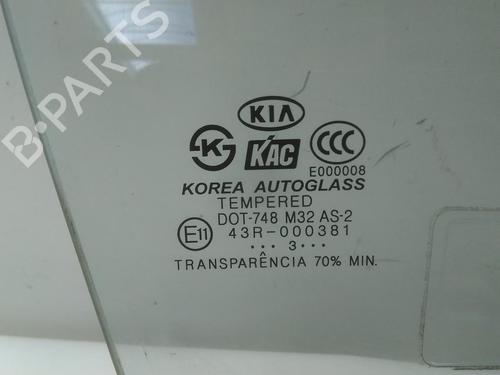 B-PARTS
KIA
K KAC CCC
E000008
KOREA AUTOGLASS
TEMPERED
DOT-748 M32 AS-2
E11 43R-000381
... 3 ...
TRANSPARÊNCIA 70% MIN.